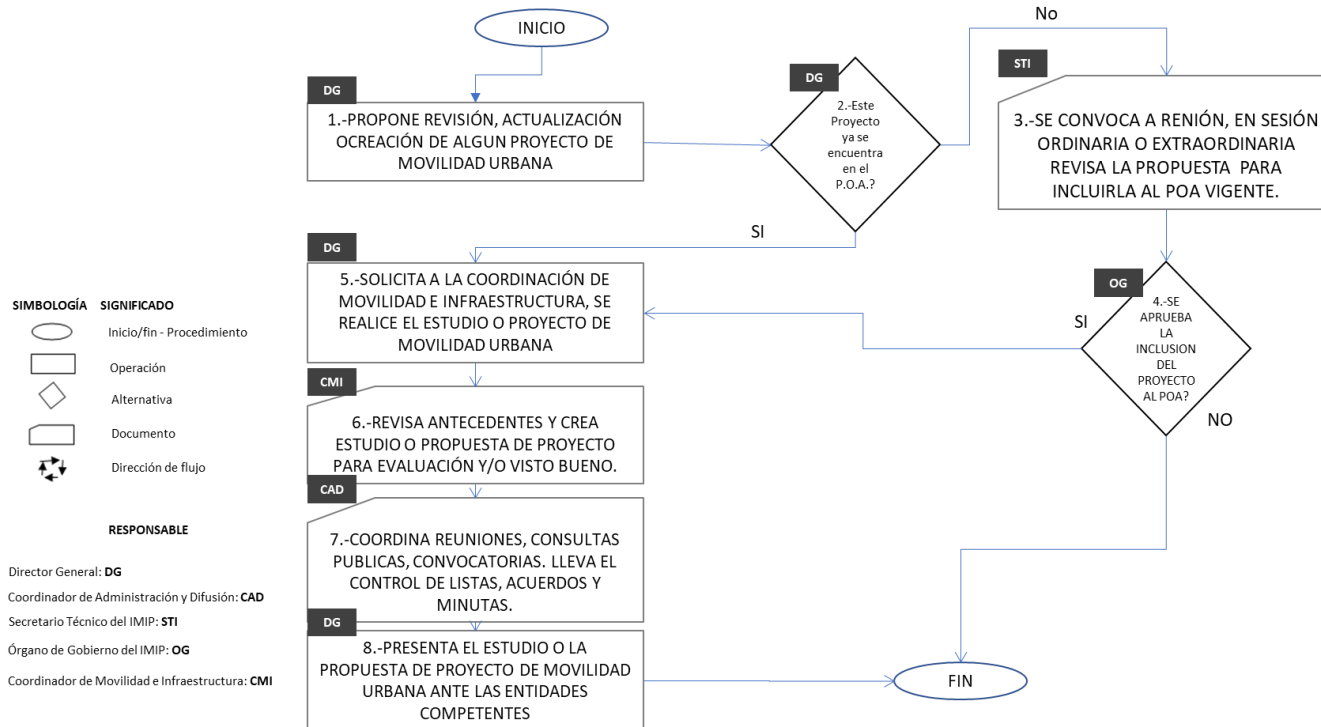 INICIO
DG
1.-PROPONE REVISIÓN, ACTUALIZACIÓN
OCREACIÓN DE ALGUN PROYECTO DE
MOVILIDAD URBANA
DG
2.-Este
Proyecto
ya se
encuentra
en el
P.O.A.?
No
STI
3.-SE CONVOCA A RENIÓN, EN SESIÓN
ORDINARIA O EXTRAORDINARIA
REVISA LA PROPUESTA PARA
INCLUIRLA AL POA VIGENTE.
SI
OG
4.-SE
APRUEBA
LA
INCLUSION
DEL
PROYECTO
AL POA?
SI
NO
DG
5.-SOLICITA A LA COORDINACIÓN DE
MOVILIDAD E INFRAESTRUCTURA, SE
REALICE EL ESTUDIO O PROYECTO DE
MOVILIDAD URBANA
CMI
6.-REVISA ANTECEDENTES Y CREA
ESTUDIO O PROPUESTA DE PROYECTO
PARA EVALUACIÓN Y/O VISTO BUENO.
CAD
7.-COORDINA REUNIONES, CONSULTAS
PUBLICAS, CONVOCATORIAS. LLEVA EL
CONTROL DE LISTAS, ACUERDOS Y
MINUTAS.
DG
8.-PRESENTA EL ESTUDIO O LA
PROPUESTA DE PROYECTO DE MOVILIDAD
URBANA ANTE LAS ENTIDADES
COMPETENTES
FIN
SIMBOLOGÍA SIGNIFICADO
Inicio/fin - Procedimiento
Operación
Alternativa
Documento
Dirección de flujo
RESPONSABLE
Director General: DG
Coordinador de Administración y Difusión: CAD
Secretario Técnico del IMIP: STI
Órgano de Gobierno del IMIP: OG
Coordinador de Movilidad e Infraestructura: CMI